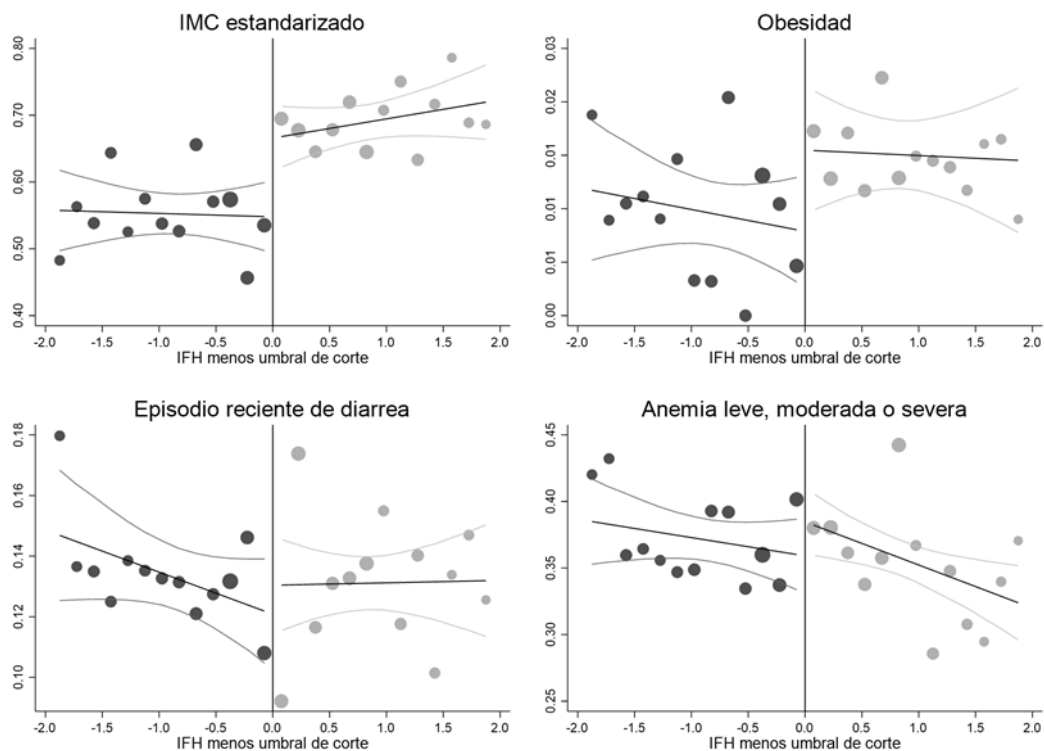 IMC estandarizado
0.80
0.70
0.60
0.50
0.40
-2.0 -1.5 -1.0 -0.5 0.0 0.5 1.0 1.5 2.0
IFH menos umbral de corte
Obesidad
0.03
0.02
0.01
0.01
0.01
0.00
-2.0 -1.5 -1.0 -0.5 0.0 0.5 1.0 1.5 2.0
IFH menos umbral de corte
Episodio reciente de diarrea
0.18
0.16
0.14
0.12
0.10
-2.0 -1.5 -1.0 -0.5 0.0 0.5 1.0 1.5 2.0
IFH menos umbral de corte
Anemia leve, moderada o severa
0.45
0.40
0.35
0.30
0.25
-2.0 -1.5 -1.0 -0.5 0.0 0.5 1.0 1.5 2.0
IFH menos umbral de corte